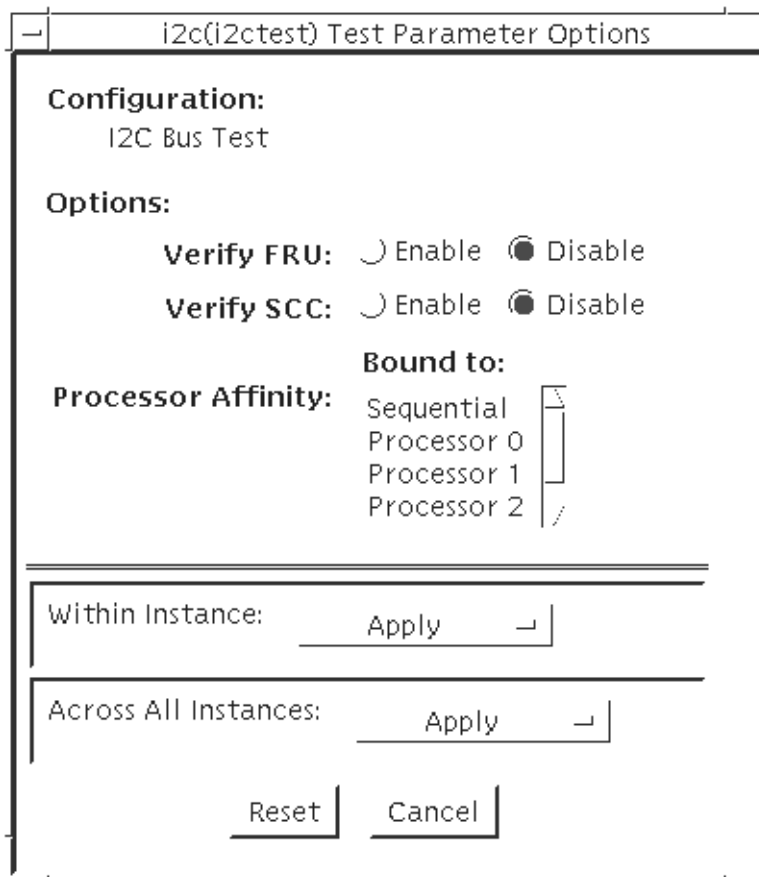 i2c(i2ctest) Test Parameter Options
Configuration:
I2C Bus Test
Options:
Verify FRU: Enable Disable
Verify SCC: Enable Disable
Bound to:
Processor Affinity:
Sequential
Processor 0
Processor 1
Processor 2
Within Instance: Apply
Across All Instances: Apply
Reset Cancel